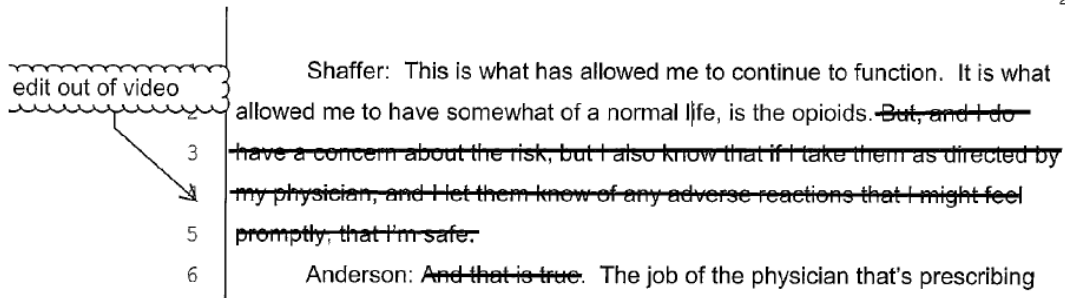 Shaffer: This is what has allowed me to continue to function. It is what
edit out of video
allowed me to have somewhat of a normal life, is the opioids. But, and I do
3 have a concern about the risk, but I also know that if I take them as directed by
4 my physician, and I let them know of any adverse reactions that I might feel
5 promptly, that I'm safe.
6 Anderson: And that is true. The job of the physician that's prescribing